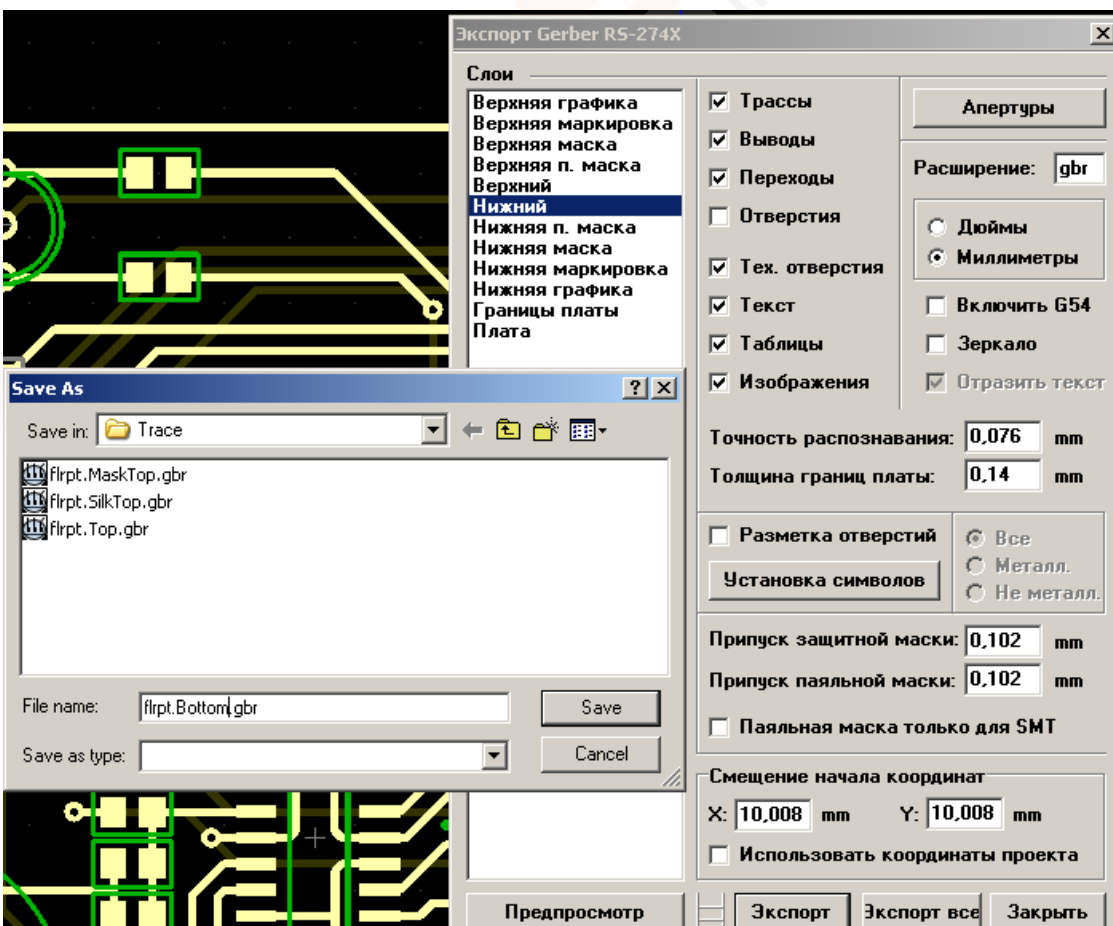 Экспорт Gerber RS-274X
Слои
Верхняя графика
Верхняя маркировка
Верхняя маска
Верхняя п. маска
Верхний
Нижний
Нижняя п. маска
Нижняя маска
Нижняя маркировка
Нижняя графика
Границы платы
Плата
Трассы
Выводы
Переходы
Отверстия
Тех. отверстия
Текст
Таблицы
Изображения
Апертуры
Расширение: gbr
Дюймы
Миллиметры
Включить G54
Зеркало
Отразить текст
Точность распознавания: 0,076 mm
Толщина границ платы: 0,14 mm
Разметка отверстий
Установка символов
Все
Металл.
Не металл.
Припуск защитной маски: 0,102 mm
Припуск паяльной маски: 0,102 mm
Паяльная маска только для SMT
Смещение начала координат
X: 10,008 mm Y: 10,008 mm
Использовать координаты проекта
Предпросмотр
Экспорт
Экспорт все
Закрыть
Save As
Save in: Trace
flrpt.MaskTop.gbr
flrpt.SilkTop.gbr
flrpt.Top.gbr
File name: flrpt.Bottom.gbr
Save
Save as type:
Cancel